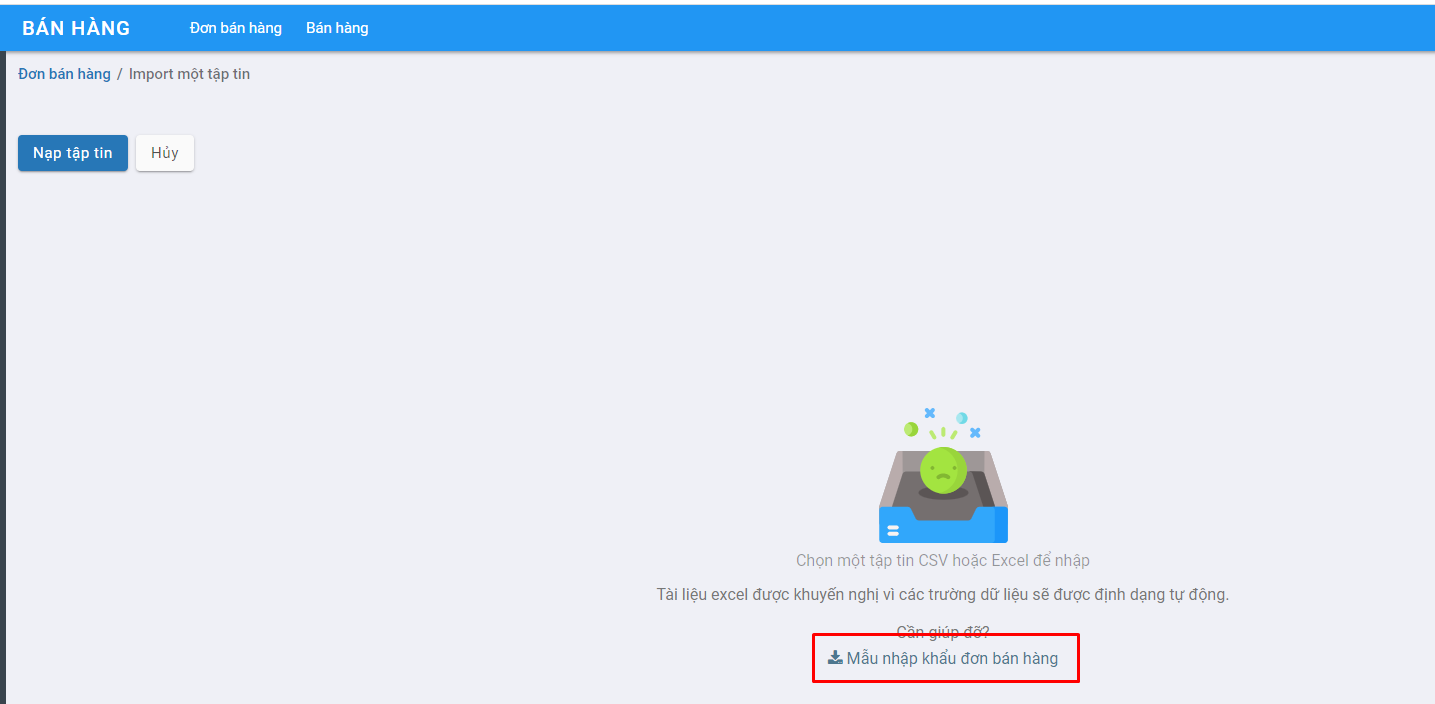 BÁN HÀNG Đơn bán hàng Bán hàng
Đơn bán hàng / Import một tập tin
Nạp tập tin Hủy
Chọn một tập tin CSV hoặc Excel để nhập
Tài liệu excel được khuyến nghị vì các trường dữ liệu sẽ được định dạng tự động.
Cần giúp đỡ?
Mẫu nhập khẩu đơn bán hàng